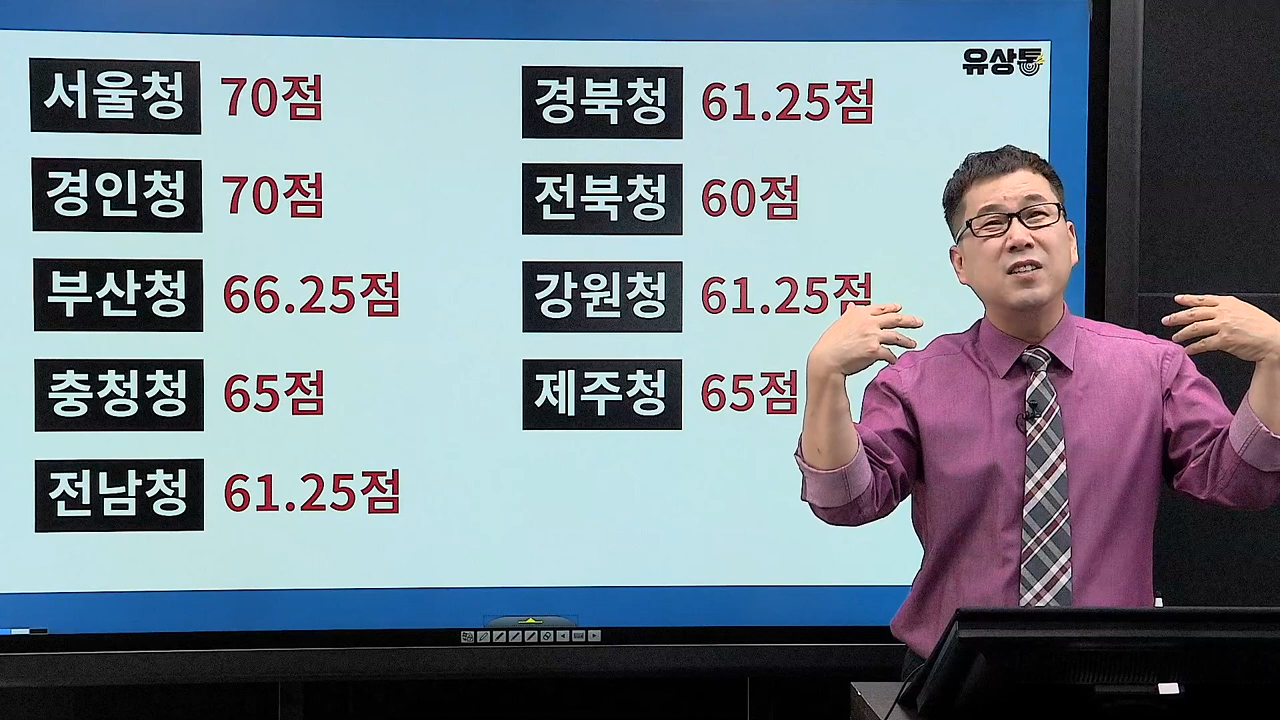 서울청 70점
경인청 70점
부산청 66.25점
충청청 65점
전남청 61.25점
경북청 61.25점
전북청 60점
강원청 61.25점
제주청 65점
유상통